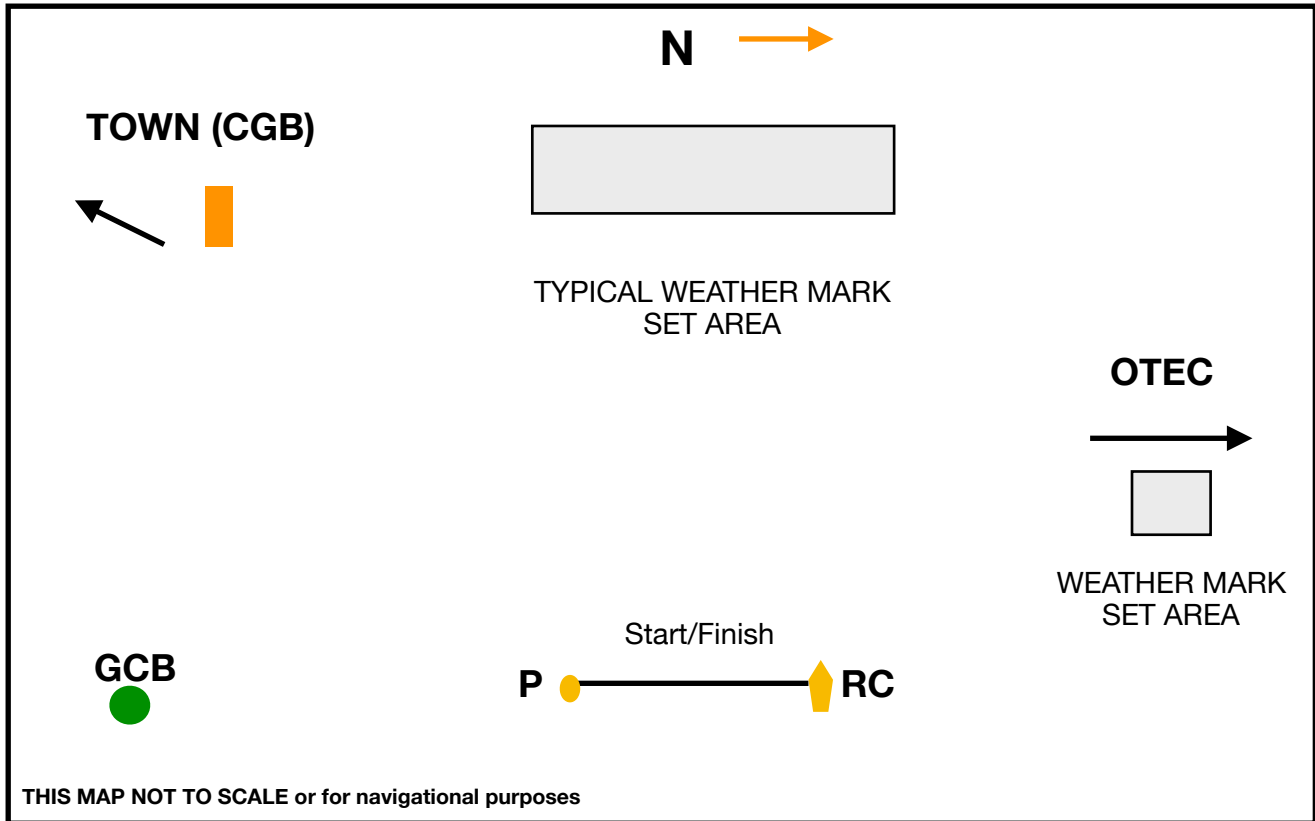 N
TOWN (CGB)
TYPICAL WEATHER MARK
SET AREA
OTEC
WEATHER MARK
SET AREA
Start/Finish
GCB
P
RC
THIS MAP NOT TO SCALE or for navigational purposes